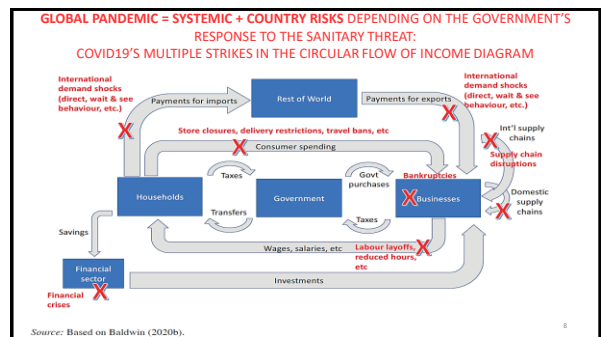 GLOBAL PANDEMIC = SYSTEMIC + COUNTRY RISKS DEPENDING ON THE GOVERNMENT'S
RESPONSE TO THE SANITARY THREAT:
COVID19'S MULTIPLE STRIKES IN THE CIRCULAR FLOW OF INCOME DIAGRAM
International
demand shocks
(direct, wait & see
behaviour, etc.)
Payments for imports
Rest of World
Payments for exports
International
demand shocks
(direct, wait & see
behaviour, etc.)
Store closures, delivery restrictions, travel bans, etc
Consumer spending
Int'l supply
chains
Supply chain
disruptions
Taxes
Govt
purchases
Bankruptcies
Households
Government
Businesses
Domestic
supply
chains
Transfers
Taxes
Savings
Wages, salaries, etc
Labour layoffs,
reduced hours,
etc
Financial
sector
Investments
Financial
crises
Source: Based on Baldwin (2020b).
8